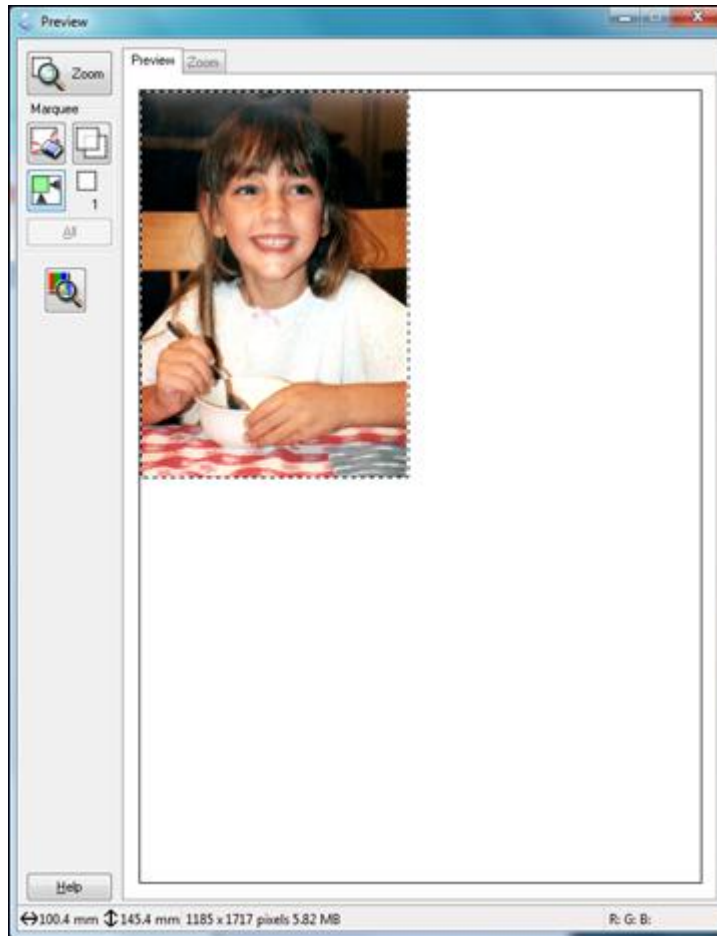 Preview
Zoom
Preview Zoom
Marquee
1
All
Help
100.4 mm 145.4 mm 1185 x 1717 pixels 5.82 MB R: G: B: